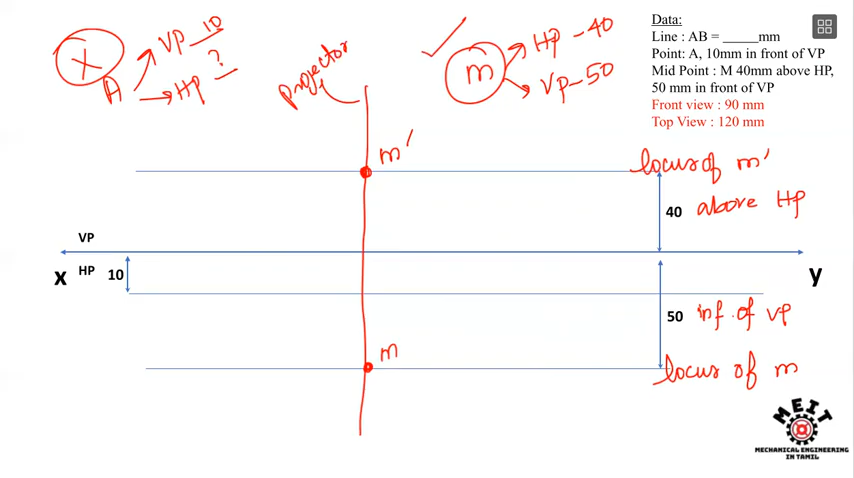 Data:
Line : AB = _____mm
Point: A, 10mm in front of VP
Mid Point : M 40mm above HP,
50 mm in front of VP
Front view : 90 mm
Top View : 120 mm
X
A
VP 10
HP ?
projector
m
HP - 40
VP - 50
m'
locus of m'
40 above HP
VP
X HP 10
y
50 inf. of VP
m
locus of m
MEIT
MECHANICAL ENGINEERING
IN TAMIL